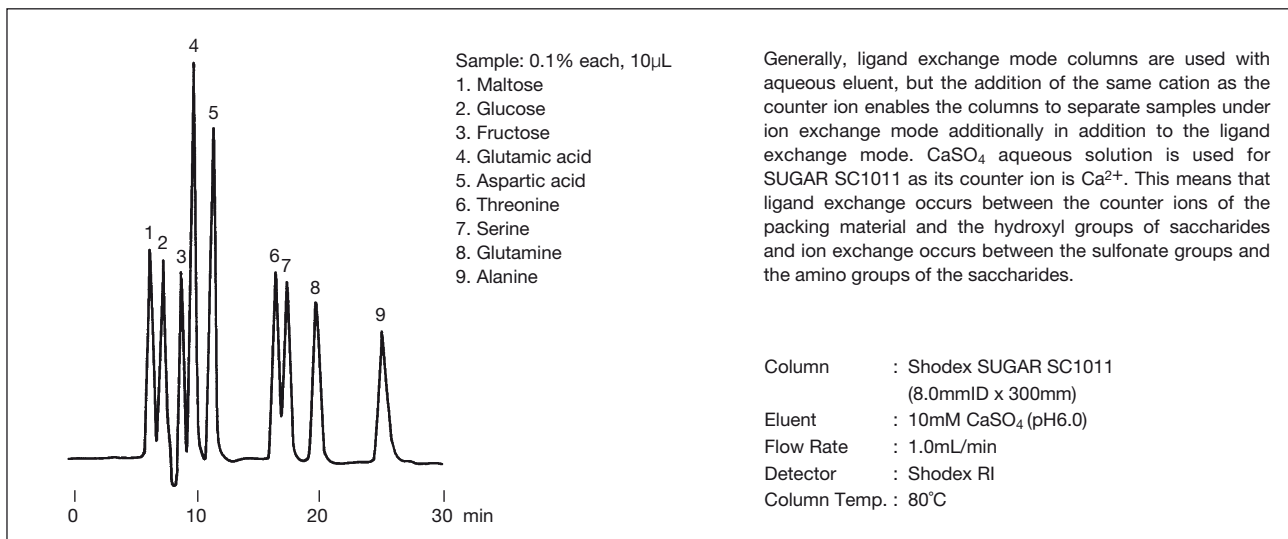 4
5
1
2
3
6
7
8
9
0
10
20
30
min
Sample: 0.1% each, 10µL
1. Maltose
2. Glucose
3. Fructose
4. Glutamic acid
5. Aspartic acid
6. Threonine
7. Serine
8. Glutamine
9. Alanine
Generally, ligand exchange mode columns are used with
aqueous eluent, but the addition of the same cation as the
counter ion enables the columns to separate samples under
ion exchange mode additionally in addition to the ligand
exchange mode. CaSO₄ aqueous solution is used for
SUGAR SC1011 as its counter ion is Ca²⁺. This means that
ligand exchange occurs between the counter ions of the
packing material and the hydroxyl groups of saccharides
and ion exchange occurs between the sulfonate groups and
the amino groups of the saccharides.
Column : Shodex SUGAR SC1011
(8.0mmID x 300mm)
Eluent : 10mM CaSO₄ (pH6.0)
Flow Rate : 1.0mL/min
Detector : Shodex RI
Column Temp. : 80°C